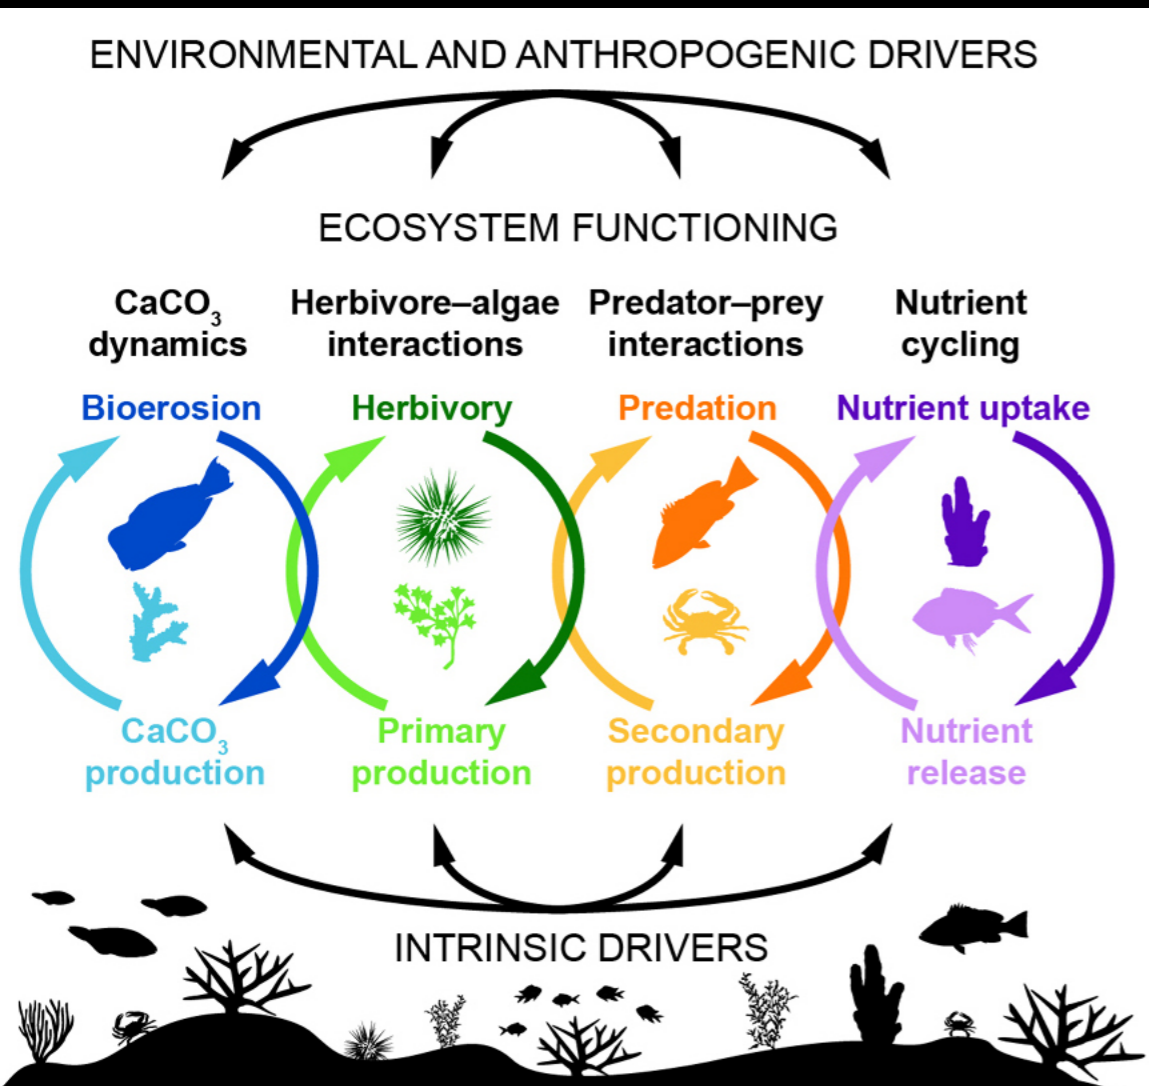 ENVIRONMENTAL AND ANTHROPOGENIC DRIVERS
ECOSYSTEM FUNCTIONING
CaCO₃
dynamics
Herbivore–algae
interactions
Predator–prey
interactions
Nutrient
cycling
Bioerosion
Herbivory
Predation
Nutrient uptake
CaCO₃
production
Primary
production
Secondary
production
Nutrient
release
INTRINSIC DRIVERS